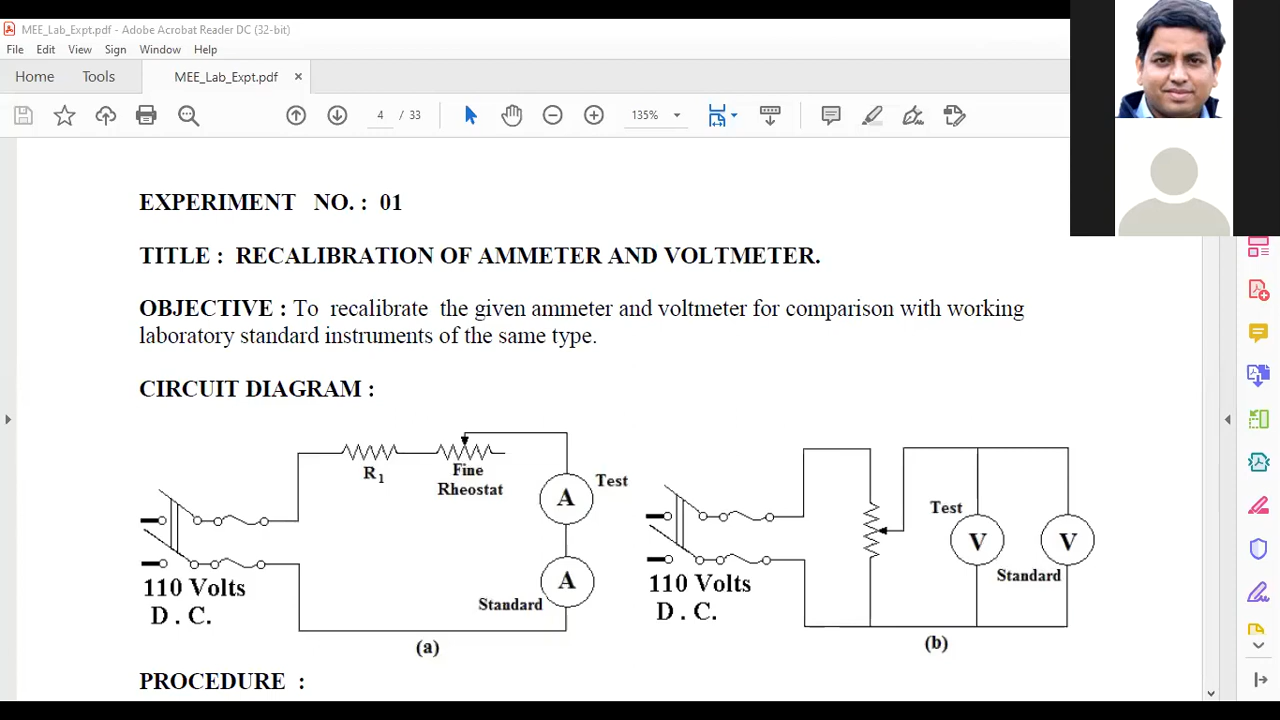 MEE_Lab_Expt.pdf - Adobe Acrobat Reader DC (32-bit)
File Edit View Sign Window Help
Home Tools MEE_Lab_Expt.pdf ×
4 / 33 135%
EXPERIMENT NO. : 01
TITLE : RECALIBRATION OF AMMETER AND VOLTMETER.
OBJECTIVE : To recalibrate the given ammeter and voltmeter for comparison with working
laboratory standard instruments of the same type.
CIRCUIT DIAGRAM :
R1
Fine
Rheostat
A
Test
A
Standard
110 Volts
D . C.
(a)
Test
V
V
Standard
110 Volts
D . C.
(b)
PROCEDURE :